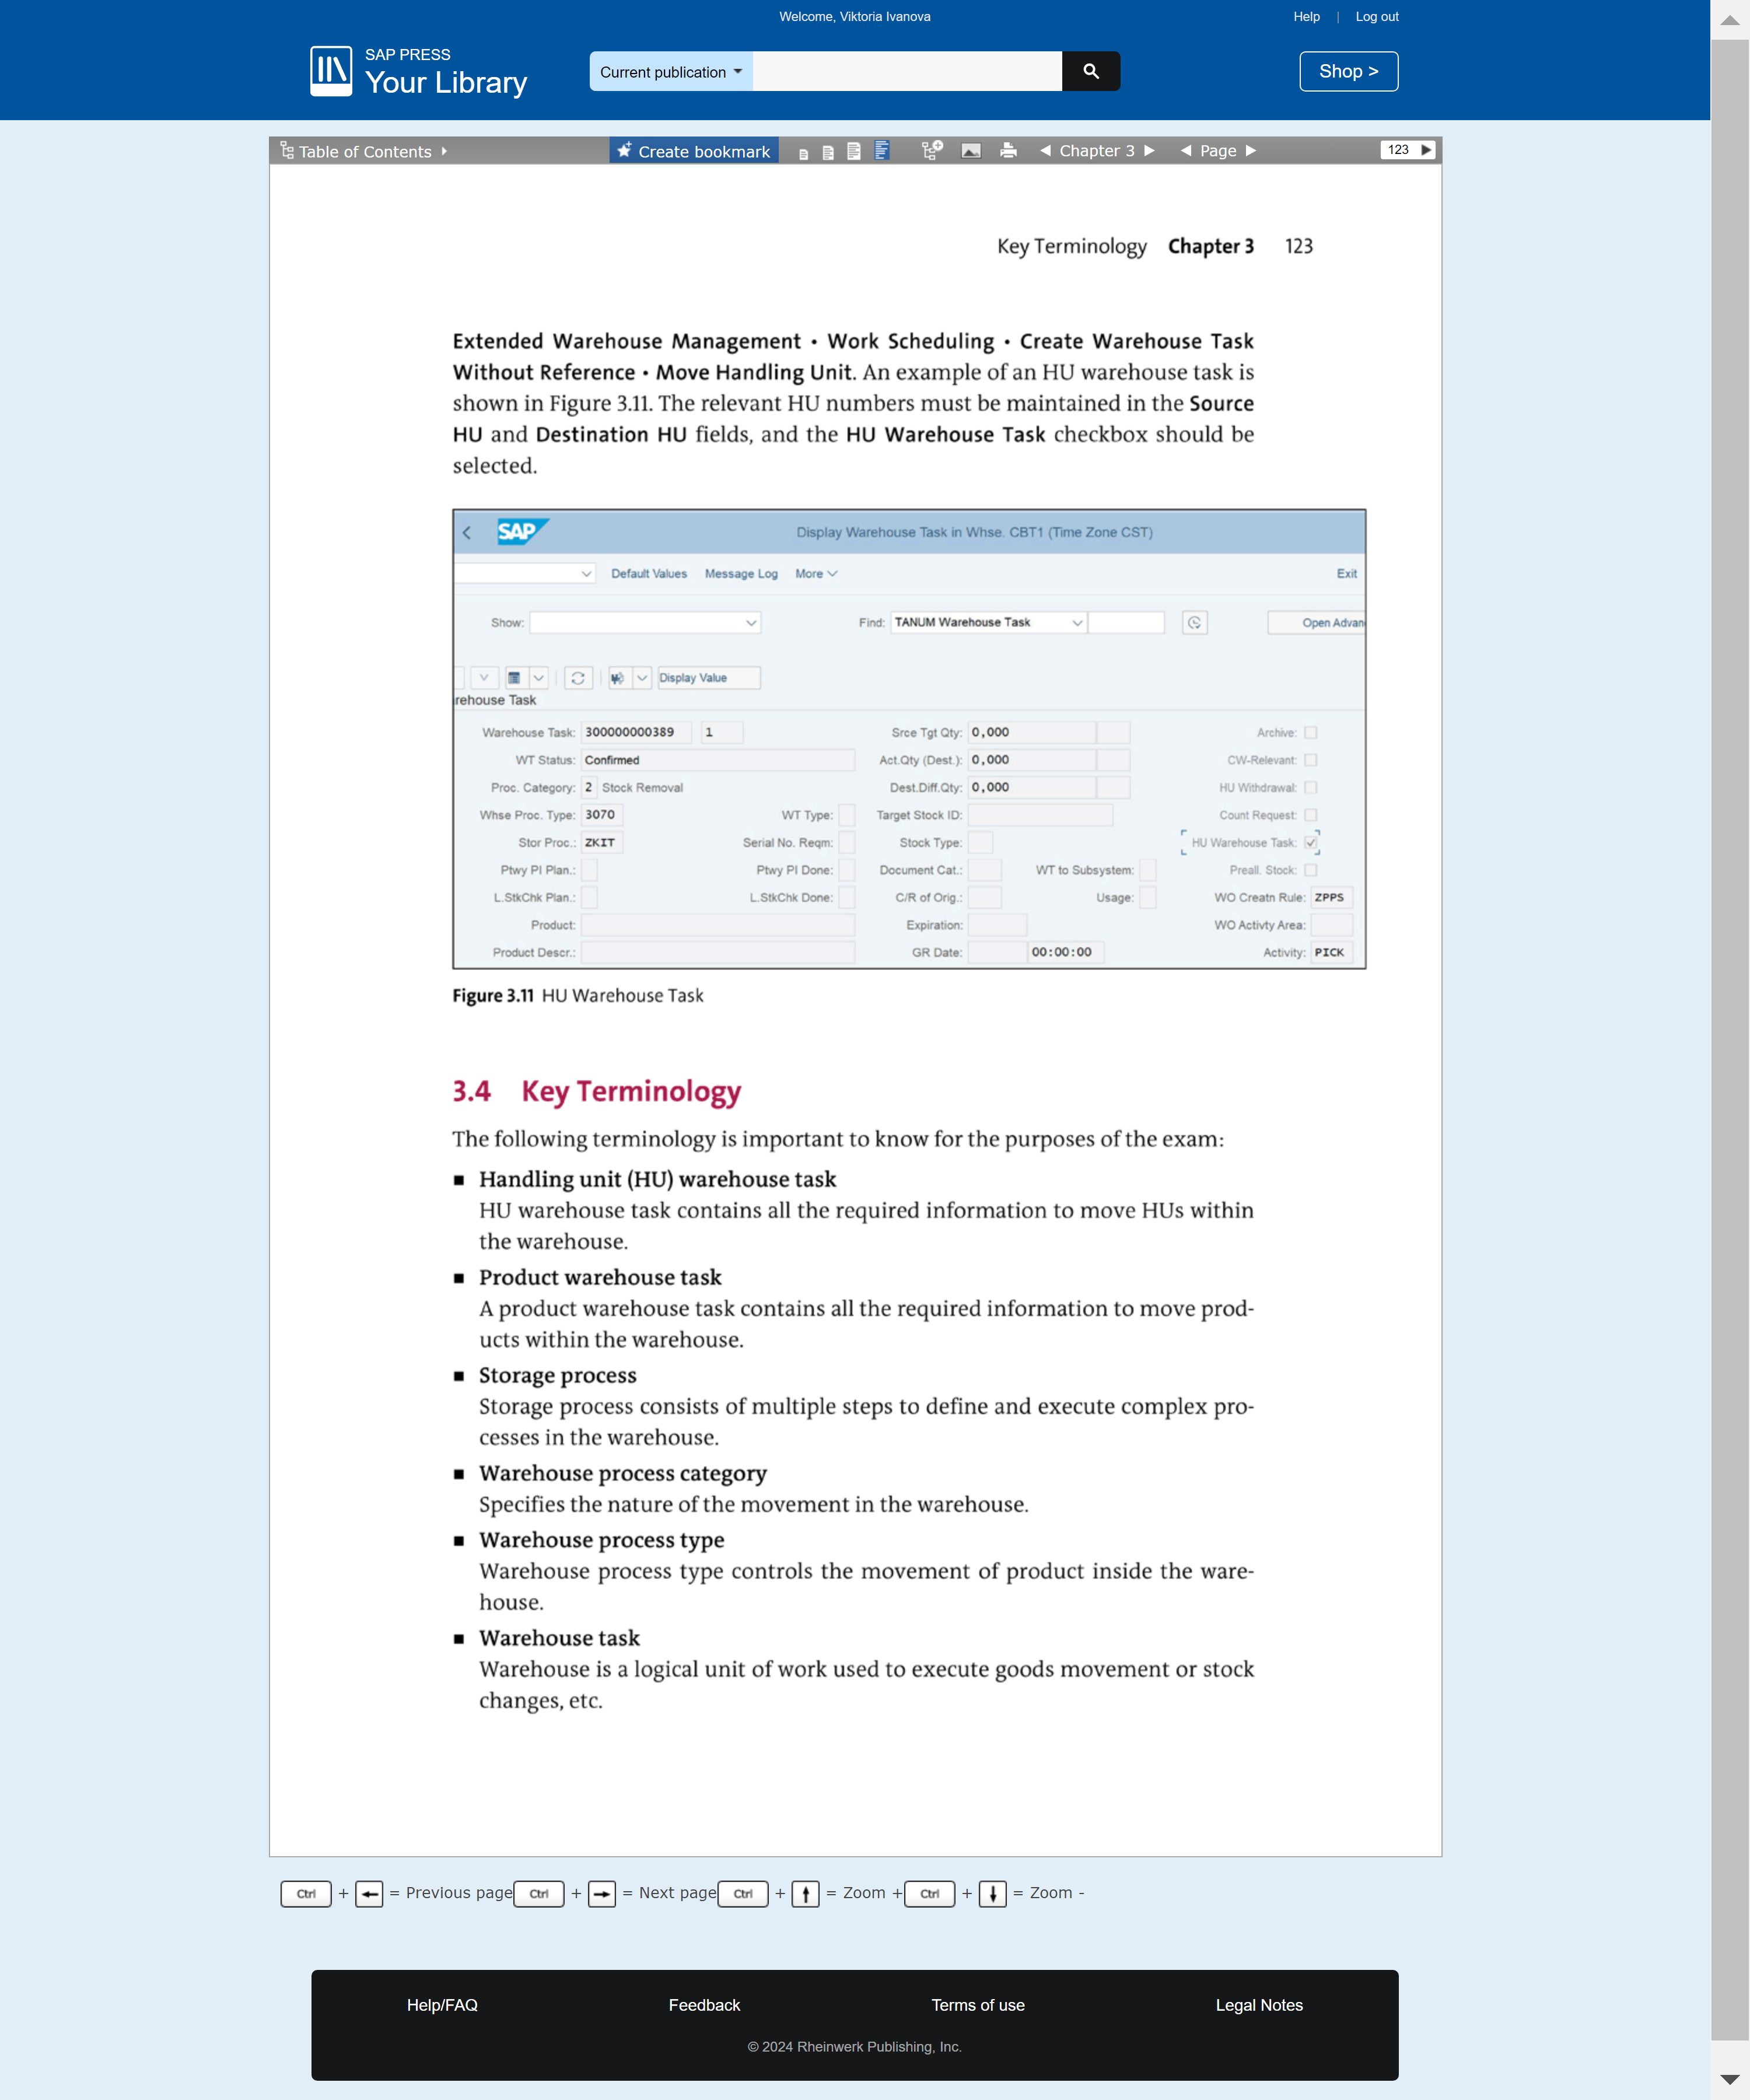 Welcome, Viktoria Ivanova
Help | Log out
SAP PRESS
Your Library
Current publication
Shop >
Table of Contents
Create bookmark
Chapter 3
Page
123
Key Terminology Chapter 3 123
Extended Warehouse Management • Work Scheduling • Create Warehouse Task
Without Reference • Move Handling Unit. An example of an HU warehouse task is
shown in Figure 3.11. The relevant HU numbers must be maintained in the Source
HU and Destination HU fields, and the HU Warehouse Task checkbox should be
selected.
SAP
Display Warehouse Task in Whse. CBT1 (Time Zone CST)
Default Values Message Log More Exit
Show: Find: TANUM Warehouse Task Open Advan
Display Value
rehouse Task
Warehouse Task: 300000000389 1 Srce Tgt Qty: 0,000 Archive:
WT Status: Confirmed Act.Qty (Dest.): 0,000 CW-Relevant:
Proc. Category: 2 Stock Removal Dest.Diff.Qty: 0,000 HU Withdrawal:
Whse Proc. Type: 3070 WT Type: Target Stock ID: Count Request:
Stor Proc.: ZKIT Serial No. Reqm: Stock Type: HU Warehouse Task:
Ptwy PI Plan.: Ptwy PI Done: Document Cat.: WT to Subsystem: Preall. Stock:
L.StkChk Plan.: L.StkChk Done: C/R of Orig.: Usage: WO Creatn Rule: ZPPS
Product: Expiration: WO Activty Area:
Product Descr.: GR Date: 00:00:00 Activity: PICK
Figure 3.11 HU Warehouse Task
3.4 Key Terminology
The following terminology is important to know for the purposes of the exam:
■ Handling unit (HU) warehouse task
HU warehouse task contains all the required information to move HUs within
the warehouse.
■ Product warehouse task
A product warehouse task contains all the required information to move prod-
ucts within the warehouse.
■ Storage process
Storage process consists of multiple steps to define and execute complex pro-
cesses in the warehouse.
■ Warehouse process category
Specifies the nature of the movement in the warehouse.
■ Warehouse process type
Warehouse process type controls the movement of product inside the ware-
house.
■ Warehouse task
Warehouse is a logical unit of work used to execute goods movement or stock
changes, etc.
Ctrl + ← = Previous page Ctrl + → = Next page Ctrl + ↑ = Zoom + Ctrl + ↓ = Zoom -
Help/FAQ Feedback Terms of use Legal Notes
© 2024 Rheinwerk Publishing, Inc.